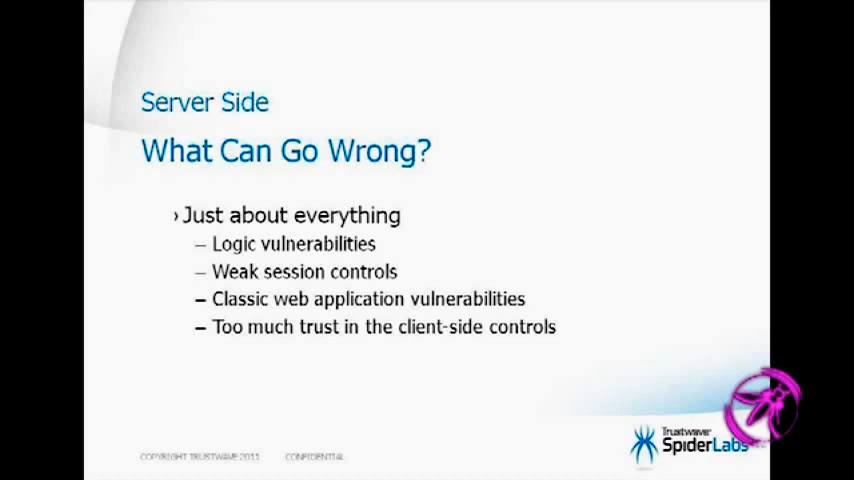 Server Side
What Can Go Wrong?
› Just about everything
– Logic vulnerabilities
– Weak session controls
– Classic web application vulnerabilities
– Too much trust in the client-side controls
Trustwave®
SpiderLabs
COPYRIGHT TRUSTWAVE 2011 CONFIDENTIAL